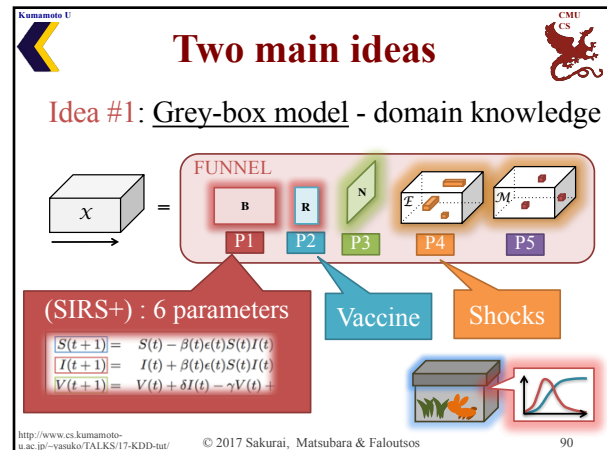 Kumamoto U
CMU
CS
Two main ideas
Idea #1: Grey-box model - domain knowledge
FUNNEL
𝒳 = B R N ℰ ℳ
P1 P2 P3 P4 P5
(SIRS+) : 6 parameters
S(t+1) = S(t) − β(t)ϵ(t)S(t)I(t)
I(t+1) = I(t) + β(t)ϵ(t)S(t)I(t)
V(t+1) = V(t) + δI(t) − γV(t) +
Vaccine
Shocks
http://www.cs.kumamoto-
u.ac.jp/~yasuko/TALKS/17-KDD-tut/
© 2017 Sakurai, Matsubara & Faloutsos
90